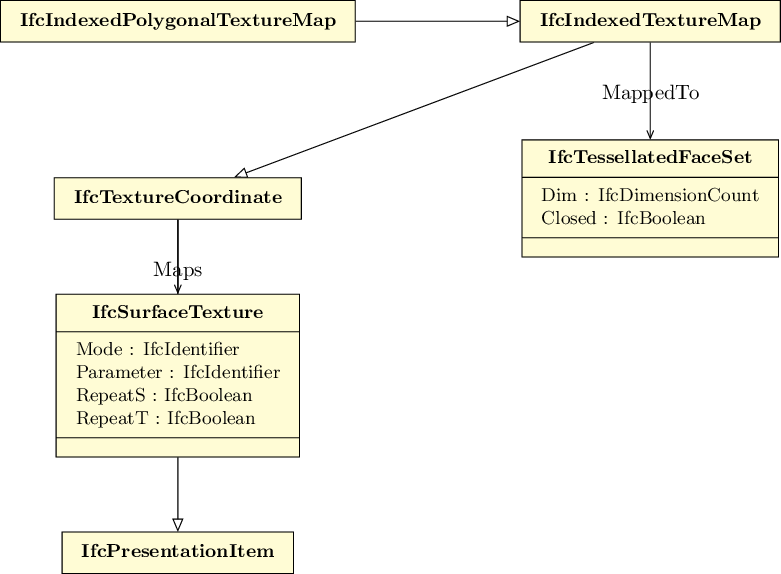 IfcIndexedPolygonalTextureMap
IfcIndexedTextureMap
MappedTo
IfcTessellatedFaceSet
Dim : IfcDimensionCount
Closed : IfcBoolean
IfcTextureCoordinate
Maps
IfcSurfaceTexture
Mode : IfcIdentifier
Parameter : IfcIdentifier
RepeatS : IfcBoolean
RepeatT : IfcBoolean
IfcPresentationItem